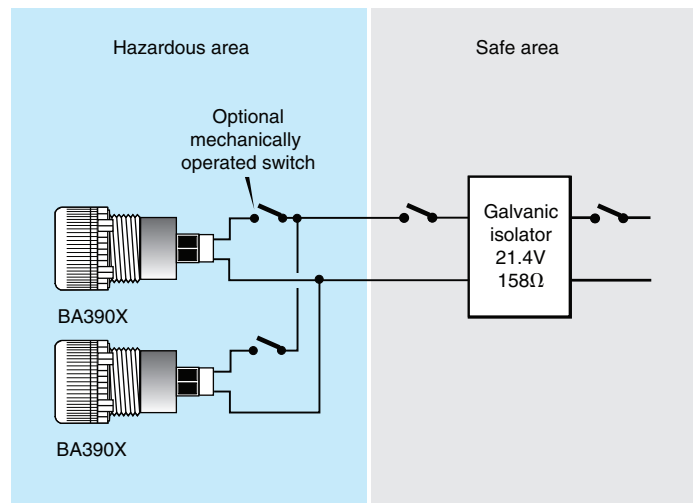 Hazardous area
Safe area
Optional
mechanically
operated switch
Galvanic
isolator
21.4V
158Ω
BA390X
BA390X